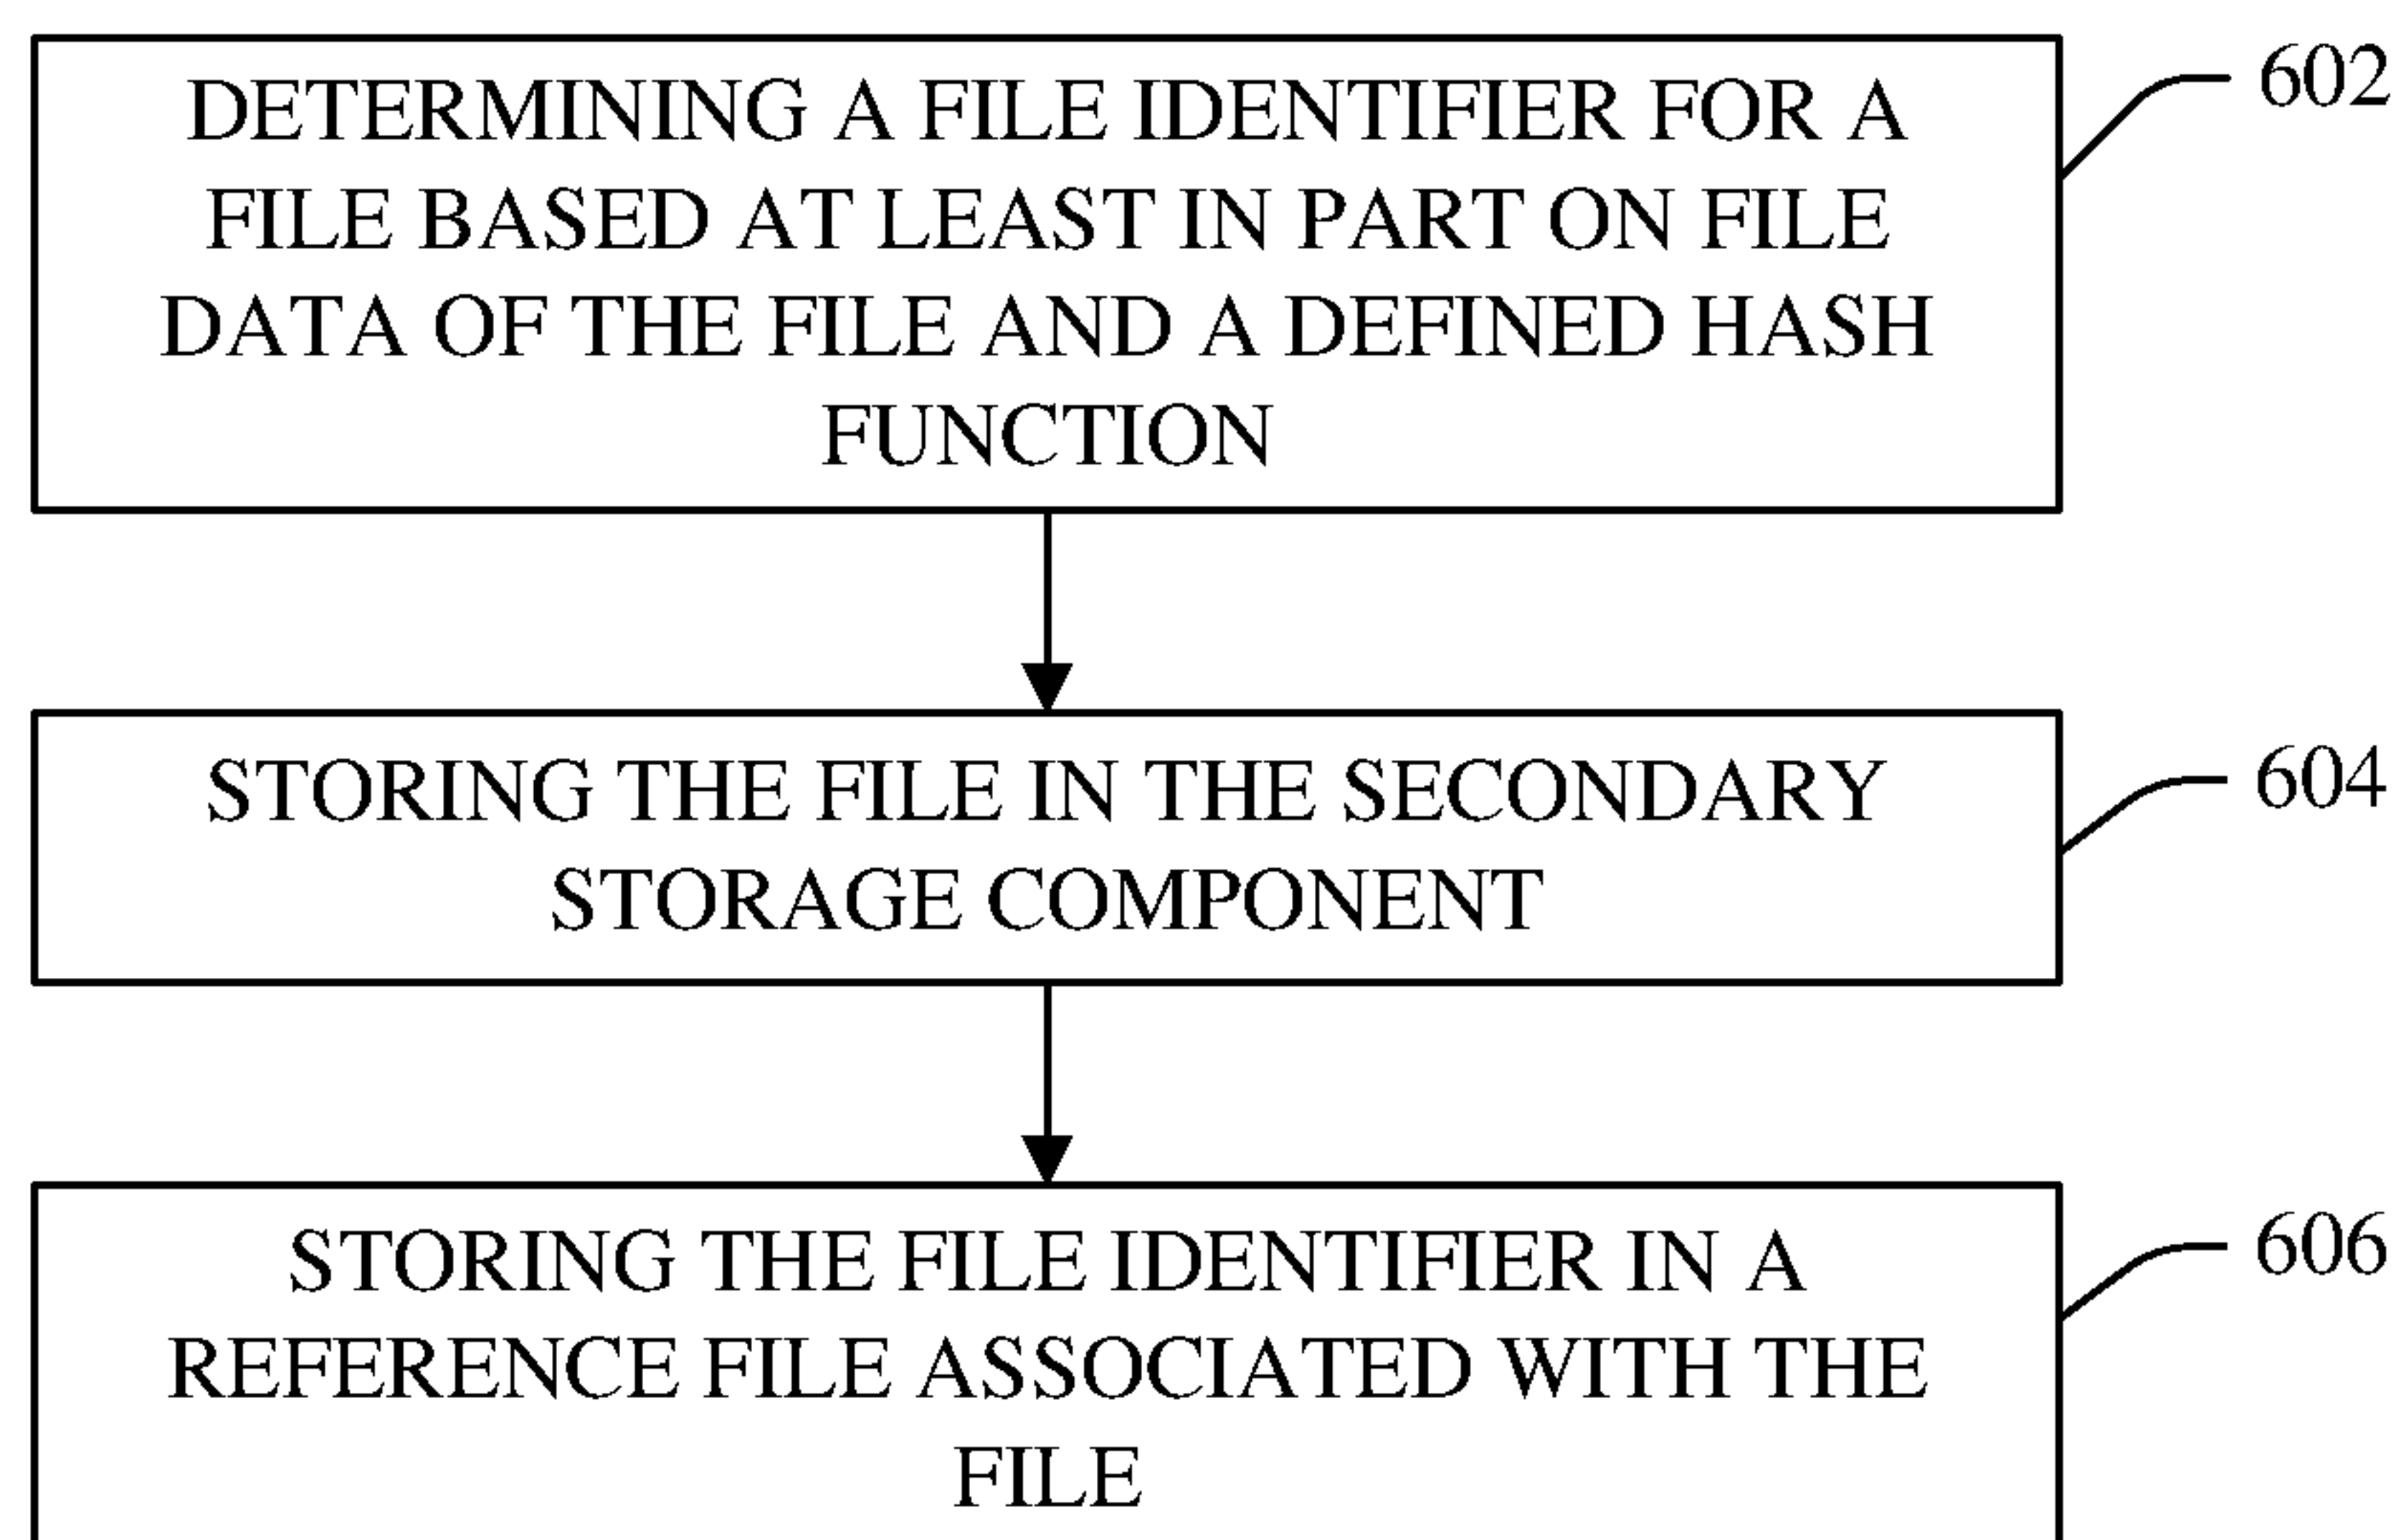 DETERMINING A FILE IDENTIFIER FOR A
FILE BASED AT LEAST IN PART ON FILE
DATA OF THE FILE AND A DEFINED HASH
FUNCTION
602
STORING THE FILE IN THE SECONDARY
STORAGE COMPONENT
604
STORING THE FILE IDENTIFIER IN A
REFERENCE FILE ASSOCIATED WITH THE
FILE
606